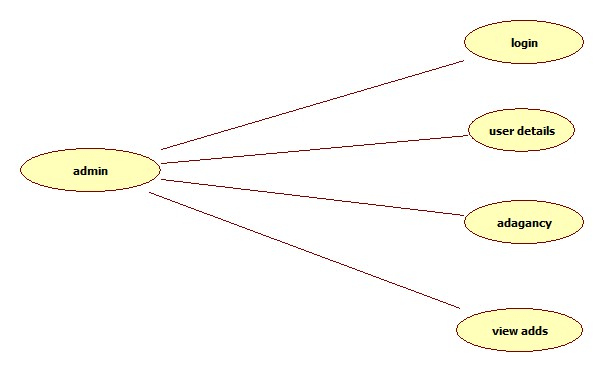 login
user details
admin
adagancy
view adds